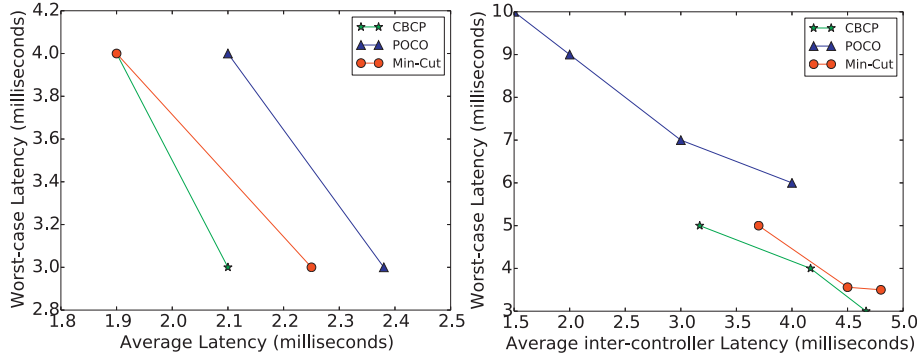 4.2
4.0
3.8
3.6
3.4
3.2
3.0
2.8
Worst-case Latency (milliseconds)
1.8 1.9 2.0 2.1 2.2 2.3 2.4 2.5
Average Latency (milliseconds)
CBCP
POCO
Min-Cut
10
9
8
7
6
5
4
3
Worst-case Latency (milliseconds)
1.5 2.0 2.5 3.0 3.5 4.0 4.5 5.0
Average inter-controller Latency (milliseconds)
CBCP
POCO
Min-Cut